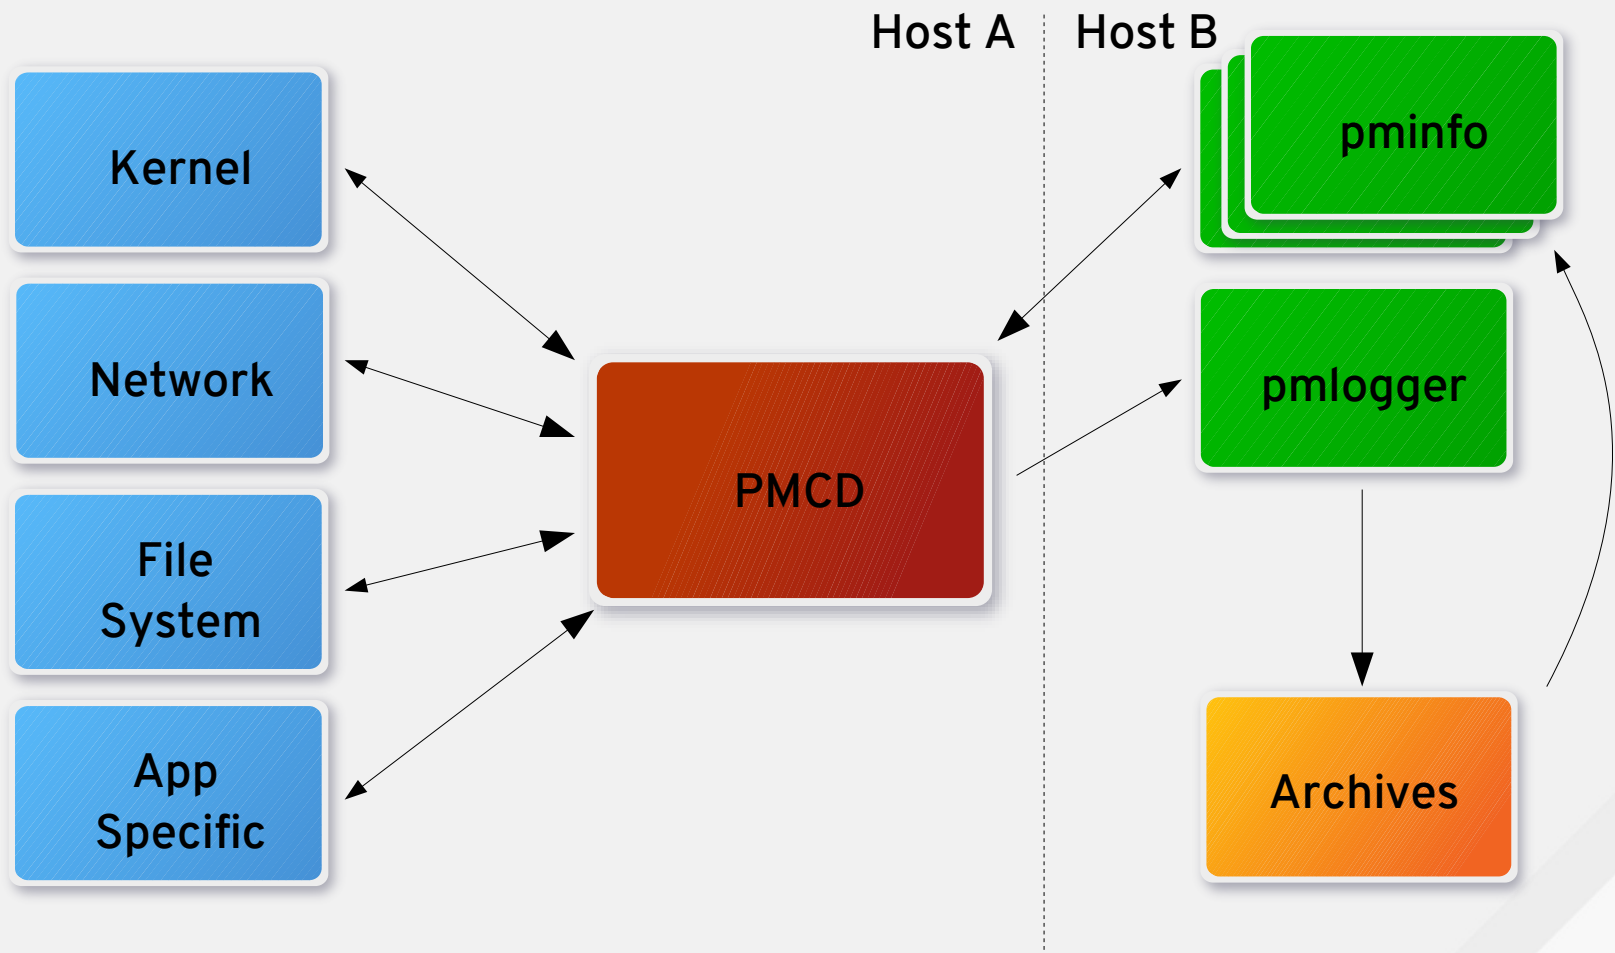 Host A
Host B
Kernel
Network
File
System
App
Specific
PMCD
pminfo
pmlogger
Archives